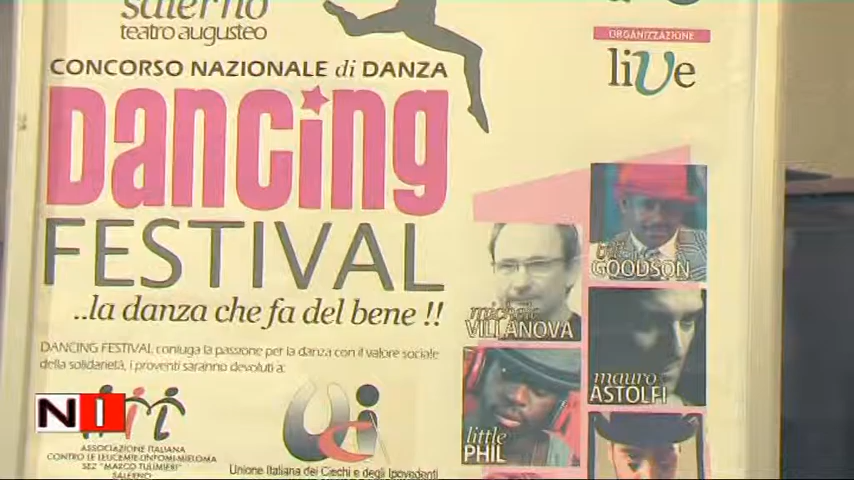 salerno
teatro augusteo
CONCORSO NAZIONALE di DANZA
DANCING
FESTIVAL
..la danza che fa del bene !!
DANCING FESTIVAL coniuga la passione per la danza con il valore sociale
della solidarietà, i proventi saranno devoluti a:
NI
ASSOCIAZIONE ITALIANA
CONTRO LE LEUCEMIE-LINFOMI-MIELOMA
SEZ "MARCO TULIMIERI"
SALERNO
Unione Italiana dei Ciechi e degli Ipovedenti
ORGANIZZAZIONE
live
GOODSON
michele
VILLANOVA
mauro
ASTOLFI
little
PHIL